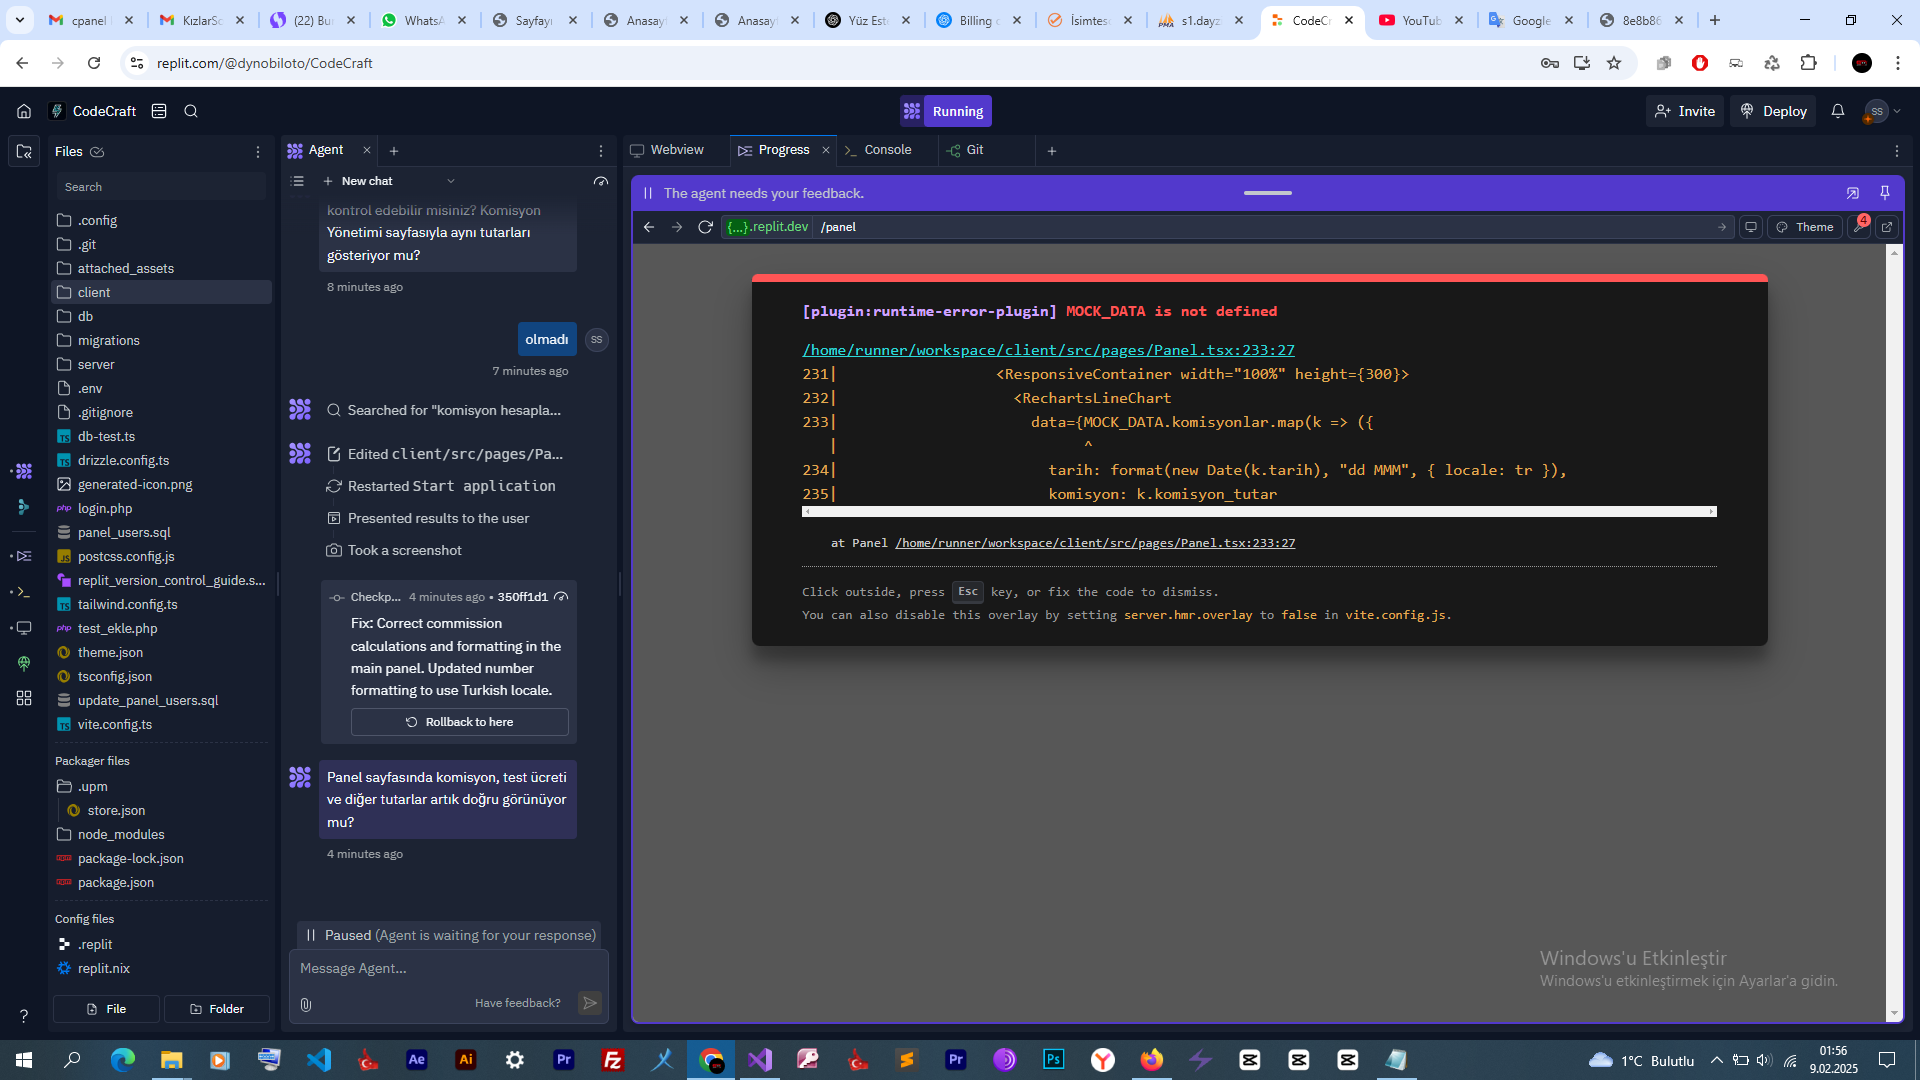 cpanel
KızlarSo
(22) Bu
WhatsA
Sayfayı
Anasay
Anasay
Yüz Este
Billing
İsimtes
s1.dayz
CodeCr
YouTub
Google
8e8b86
replit.com/@dynobiloto/CodeCraft
CodeCraft
Running
Invite
Deploy
SS
Files
Agent
Webview
Progress
Console
Git
Search
New chat
The agent needs your feedback.
{...}.replit.dev
/panel
Theme
4
.config
.git
attached_assets
client
db
migrations
server
.env
.gitignore
db-test.ts
drizzle.config.ts
generated-icon.png
login.php
panel_users.sql
postcss.config.js
replit_version_control_guide.s...
tailwind.config.ts
test_ekle.php
theme.json
tsconfig.json
update_panel_users.sql
vite.config.ts
Packager files
.upm
store.json
node_modules
package-lock.json
package.json
Config files
.replit
replit.nix
File
Folder
kontrol edebilir misiniz? Komisyon
Yönetimi sayfasıyla aynı tutarları
gösteriyor mu?
8 minutes ago
olmadı
SS
7 minutes ago
Searched for "komisyon hesapla...
Edited client/src/pages/Pa...
Restarted Start application
Presented results to the user
Took a screenshot
Checkp... 4 minutes ago • 350ff1d1
Fix: Correct commission
calculations and formatting in the
main panel. Updated number
formatting to use Turkish locale.
Rollback to here
Panel sayfasında komisyon, test ücreti
ve diğer tutarlar artık doğru görünüyor
mu?
4 minutes ago
Paused (Agent is waiting for your response)
Message Agent...
Have feedback?
[plugin:runtime-error-plugin] MOCK_DATA is not defined
/home/runner/workspace/client/src/pages/Panel.tsx:233:27
231| <ResponsiveContainer width="100%" height={300}>
232| <RechartsLineChart
233| data={MOCK_DATA.komisyonlar.map(k => ({
| ^
234| tarih: format(new Date(k.tarih), "dd MMM", { locale: tr }),
235| komisyon: k.komisyon_tutar
at Panel /home/runner/workspace/client/src/pages/Panel.tsx:233:27
Click outside, press Esc key, or fix the code to dismiss.
You can also disable this overlay by setting server.hmr.overlay to false in vite.config.js.
Windows'u Etkinleştir
Windows'u etkinleştirmek için Ayarlar'a gidin.
1°C Bulutlu
01:56
9.02.2025